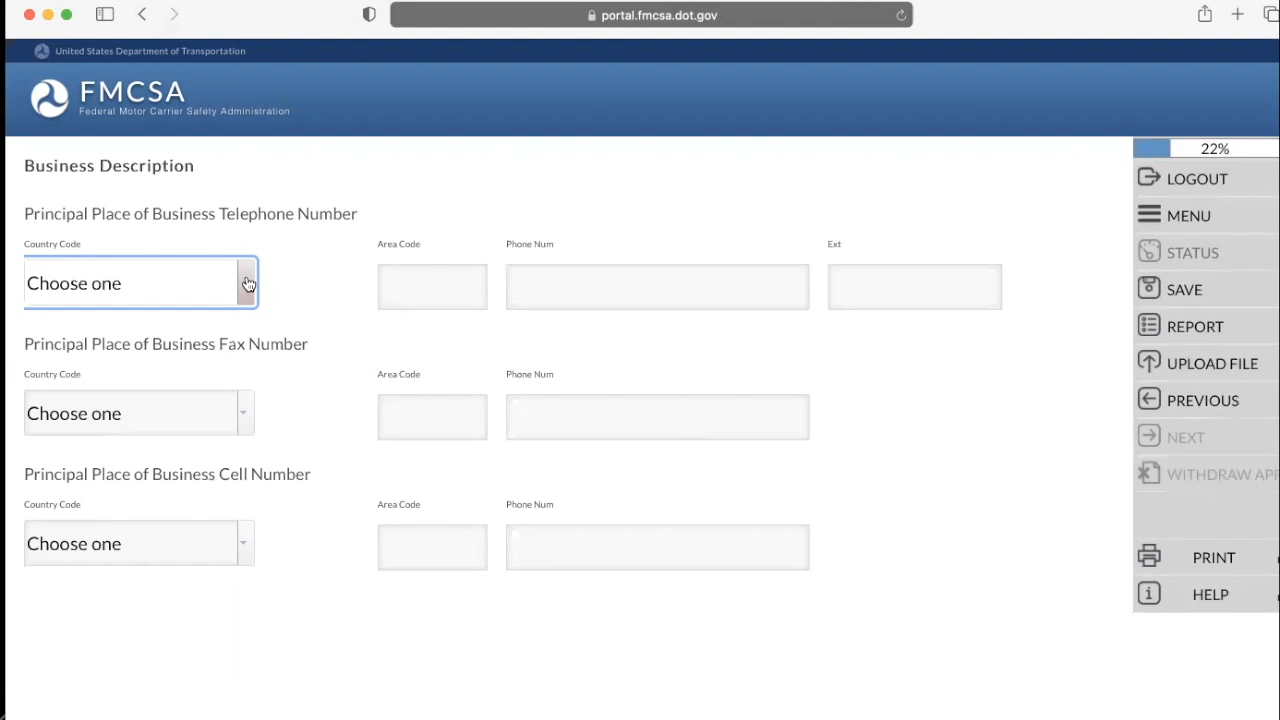 portal.fmcsa.dot.gov
United States Department of Transportation
FMCSA
Federal Motor Carrier Safety Administration
Business Description
22%
LOGOUT
MENU
STATUS
SAVE
REPORT
UPLOAD FILE
PREVIOUS
NEXT
WITHDRAW APP
PRINT
HELP
Principal Place of Business Telephone Number
Country Code Area Code Phone Num Ext
Choose one
Principal Place of Business Fax Number
Country Code Area Code Phone Num
Choose one
Principal Place of Business Cell Number
Country Code Area Code Phone Num
Choose one